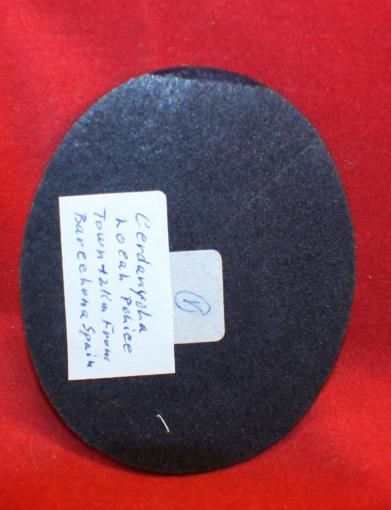 Cerdanyola
Local Police
Town 12km From
Barcelona Spain